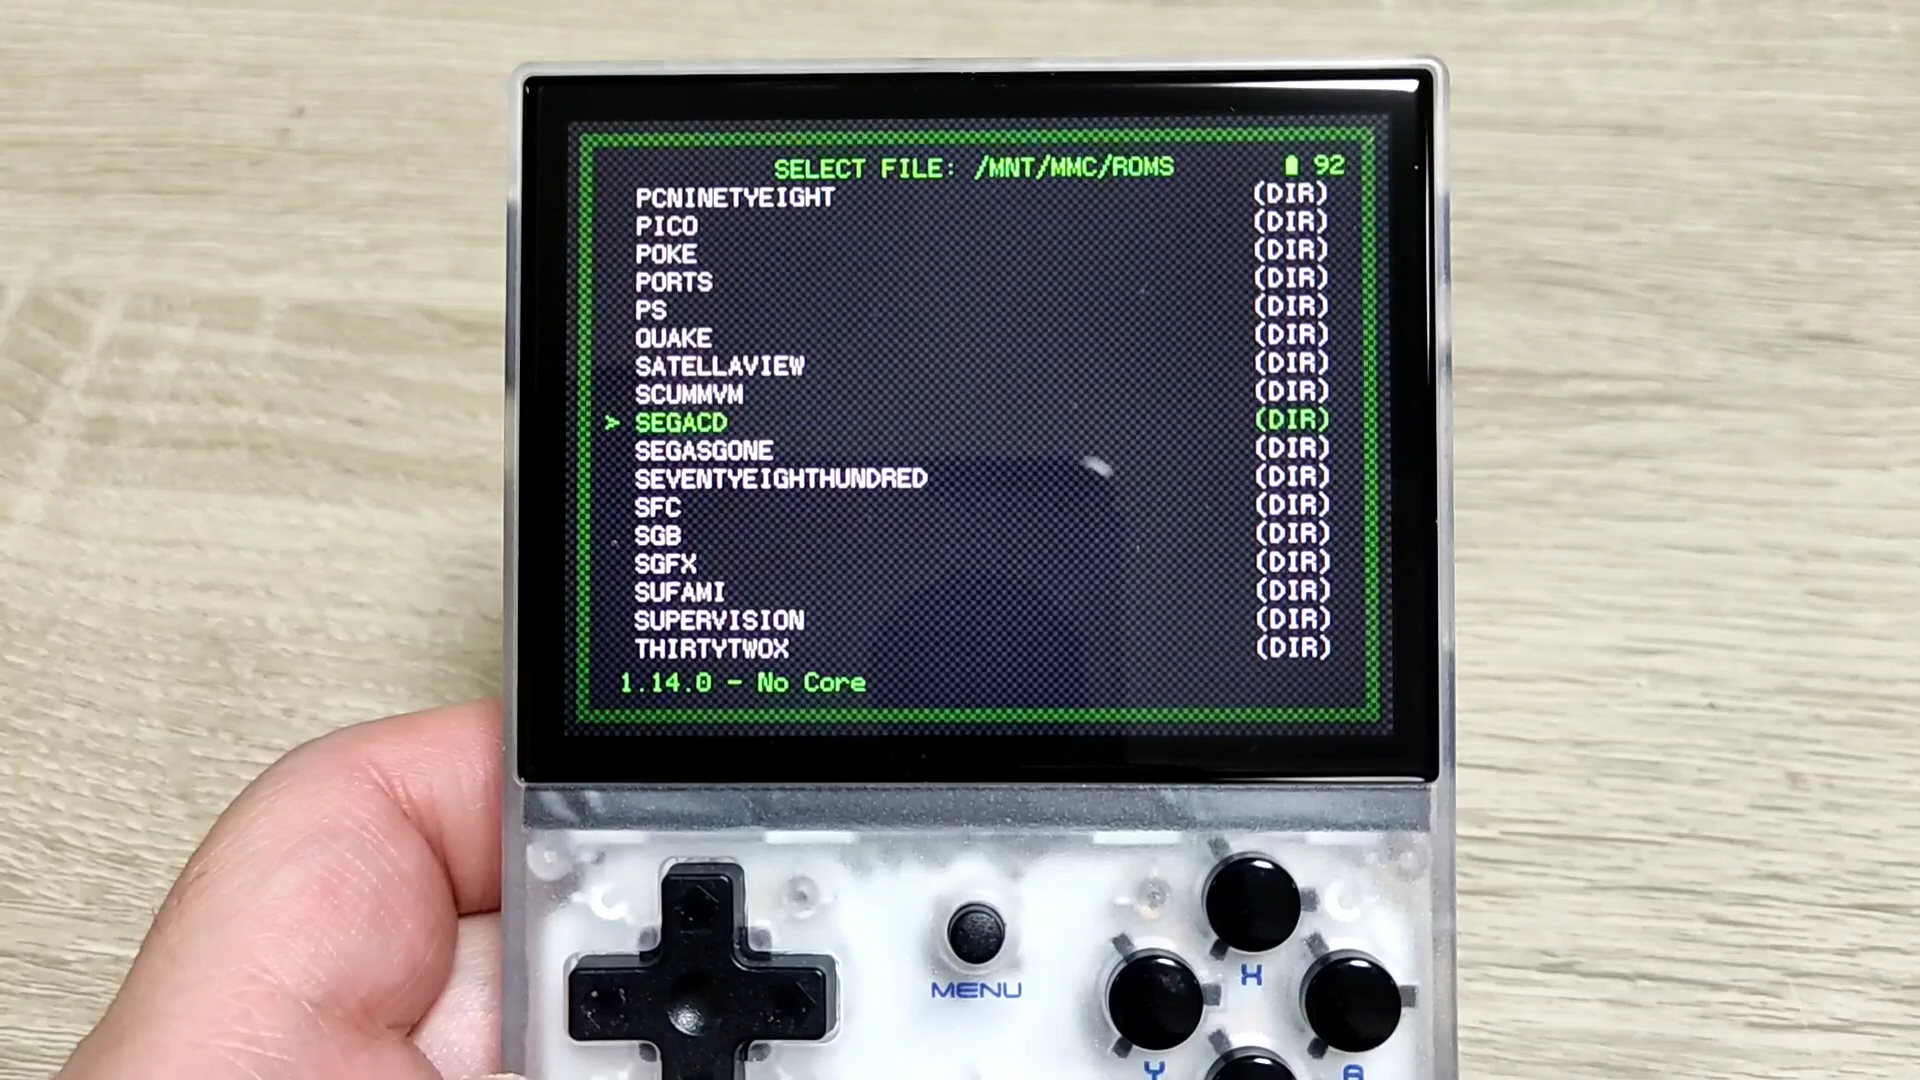 SELECT FILE: /MNT/MMC/ROMS 92
PCNINETYEIGHT (DIR)
PICO (DIR)
POKE (DIR)
PORTS (DIR)
PS (DIR)
QUAKE (DIR)
SATELLAVIEW (DIR)
SCUMMVM (DIR)
> SEGACD (DIR)
SEGASGONE (DIR)
SEVENTYEIGHTHUNDRED (DIR)
SFC (DIR)
SGB (DIR)
SGFX (DIR)
SUFAMI (DIR)
SUPERVISION (DIR)
THIRTYTWOX (DIR)
1.14.0 - No Core
MENU
X
Y
A